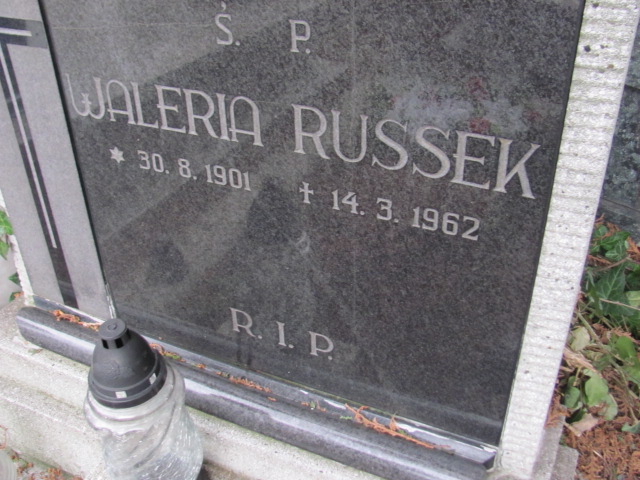 Ś. P.
WALERIA RUSSEK
* 30. 8. 1901 † 14. 3. 1962
R. I. P.